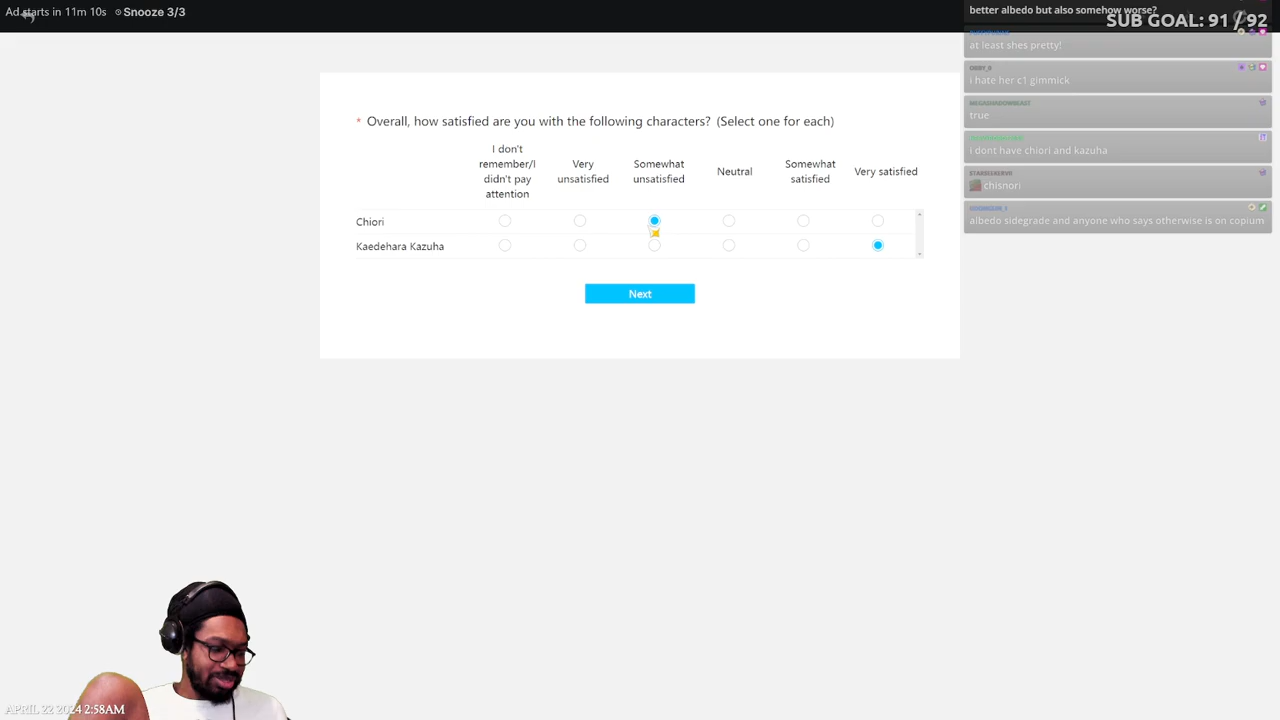 Ad starts in 11m 10s Snooze 3/3
better albedo but also somehow worse?
SUB GOAL: 91 / 92
at least shes pretty!
OBBY_0
i hate her c1 gimmick
MEGASHADOWBEAST
true
i dont have chiori and kazuha
chisnori
albedo sidegrade and anyone who says otherwise is on copium
* Overall, how satisfied are you with the following characters? (Select one for each)
I don't
remember/I
didn't pay
attention
Very
unsatisfied
Somewhat
unsatisfied
Neutral
Somewhat
satisfied
Very satisfied
Chiori
Kaedehara Kazuha
Next
APRIL 22 2024 2:58AM